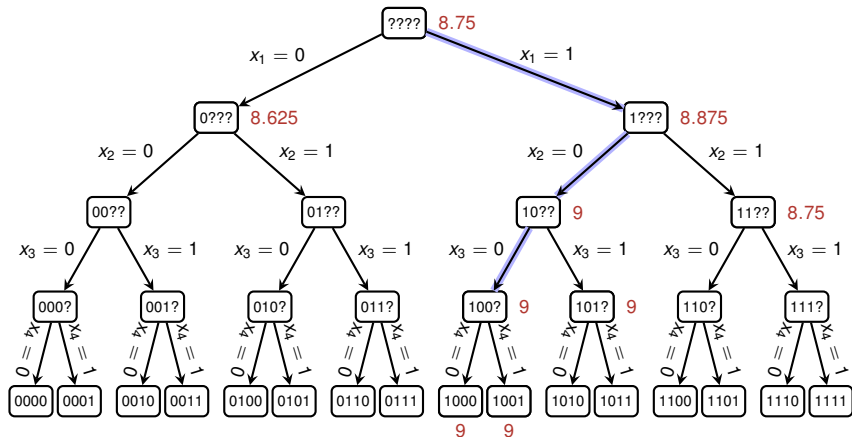 ???? 8.75
x₁ = 0 x₁ = 1
0??? 8.625 1??? 8.875
x₂ = 0 x₂ = 1 x₂ = 0 x₂ = 1
00?? 01?? 10?? 9 11?? 8.75
x₃ = 0 x₃ = 1 x₃ = 0 x₃ = 1 x₃ = 0 x₃ = 1 x₃ = 0 x₃ = 1
000? 001? 010? 011? 100? 9 101? 9 110? 111?
x₄ = 0 x₄ = 1 x₄ = 0 x₄ = 1 x₄ = 0 x₄ = 1 x₄ = 0 x₄ = 1 x₄ = 0 x₄ = 1 x₄ = 0 x₄ = 1 x₄ = 0 x₄ = 1 x₄ = 0 x₄ = 1
0000 0001 0010 0011 0100 0101 0110 0111 1000 1001 1010 1011 1100 1101 1110 1111
9 9